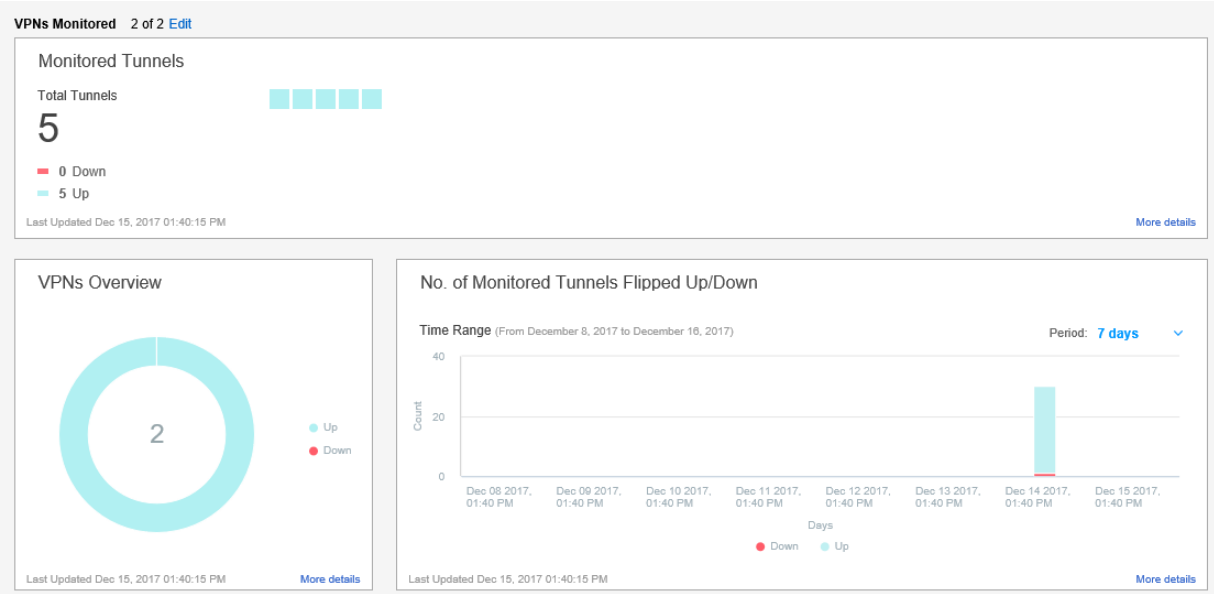 VPNs Monitored 2 of 2 Edit
Monitored Tunnels
Total Tunnels
5
0 Down
5 Up
Last Updated Dec 15, 2017 01:40:15 PM More details
VPNs Overview
2
Up
Down
Last Updated Dec 15, 2017 01:40:15 PM More details
No. of Monitored Tunnels Flipped Up/Down
Time Range (From December 8, 2017 to December 16, 2017) Period: 7 days
40
20
0
Count
Dec 08 2017, Dec 09 2017, Dec 10 2017, Dec 11 2017, Dec 12 2017, Dec 13 2017, Dec 14 2017, Dec 15 2017,
01:40 PM 01:40 PM 01:40 PM 01:40 PM 01:40 PM 01:40 PM 01:40 PM 01:40 PM
Days
Down Up
Last Updated Dec 15, 2017 01:40:15 PM More details